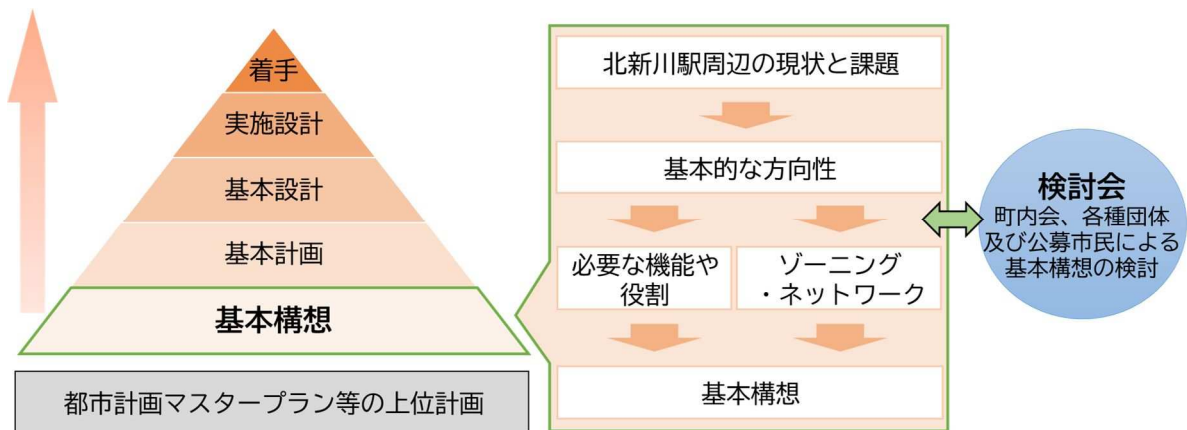 着手
実施設計
基本設計
基本計画
基本構想
都市計画マスタープラン等の上位計画
北新川駅周辺の現状と課題
基本的な方向性
必要な機能や
役割
ゾーニング
・ネットワーク
基本構想
検討会
町内会、各種団体
及び公募市民による
基本構想の検討